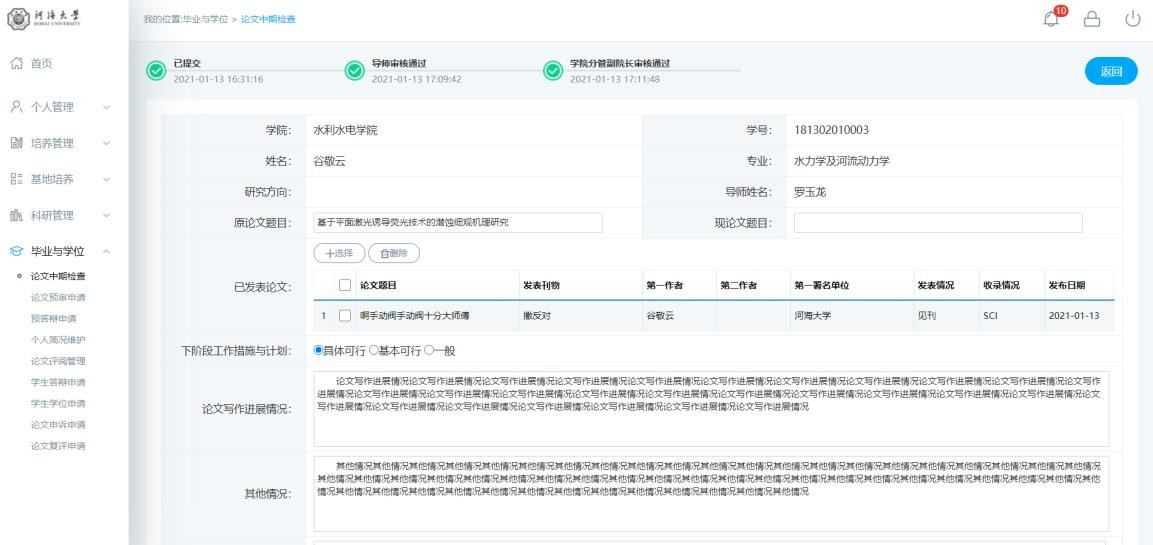 河海大学
HOHAI UNIVERSITY
我的位置:毕业与学位 > 论文中期检查
10
首页
个人管理
培养管理
基地培养
科研管理
毕业与学位
论文中期检查
论文预审申请
预答辩申请
个人简况维护
论文评阅管理
学生答辩申请
学生学位申请
论文申诉申请
论文复评申请
已提交
2021-01-13 16:31:16
导师审核通过
2021-01-13 17:09:42
学院分管副院长审核通过
2021-01-13 17:11:48
返回
学院: 水利水电学院 学号: 181302010003
姓名: 谷敬云 专业: 水力学及河流动力学
研究方向: 导师姓名: 罗玉龙
原论文题目: 基于平面激光诱导荧光技术的潜蚀细观机理研究 现论文题目:
已发表论文:
选择 删除
论文题目 发表刊物 第一作者 第二作者 第一署名单位 发表情况 收录情况 发布日期
1 啊手动阀手动阀十分大师傅 撒反对 谷敬云 河海大学 见刊 SCI 2021-01-13
下阶段工作措施与计划: 具体可行 基本可行 一般
论文写作进展情况:
论文写作进展情况论文写作进展情况论文写作进展情况论文写作进展情况论文写作进展情况论文写作进展情况论文写作进展情况论文写作进展情况论文写作进展情况论文写作进展情况论文写作
进展情况论文写作进展情况论文写作进展情况论文写作进展情况论文写作进展情况论文写作进展情况论文写作进展情况论文写作进展情况论文写作进展情况论文写作进展情况论文
写作进展情况论文写作进展情况论文写作进展情况论文写作进展情况论文写作进展情况论文写作进展情况论文写作进展情况
其他情况:
其他情况其他情况其他情况其他情况其他情况其他情况其他情况其他情况其他情况其他情况其他情况其他情况其他情况其他情况其他情况其他情况其他情况其他情况其他情况其他情况其他情况
其他情况其他情况其他情况其他情况其他情况其他情况其他情况其他情况其他情况其他情况其他情况其他情况其他情况其他情况其他情况其他情况其他情况其他情况其他情况其他情况其他情况其他
情况其他情况其他情况其他情况其他情况其他情况其他情况其他情况其他情况其他情况其他情况其他情况其他情况其他情况